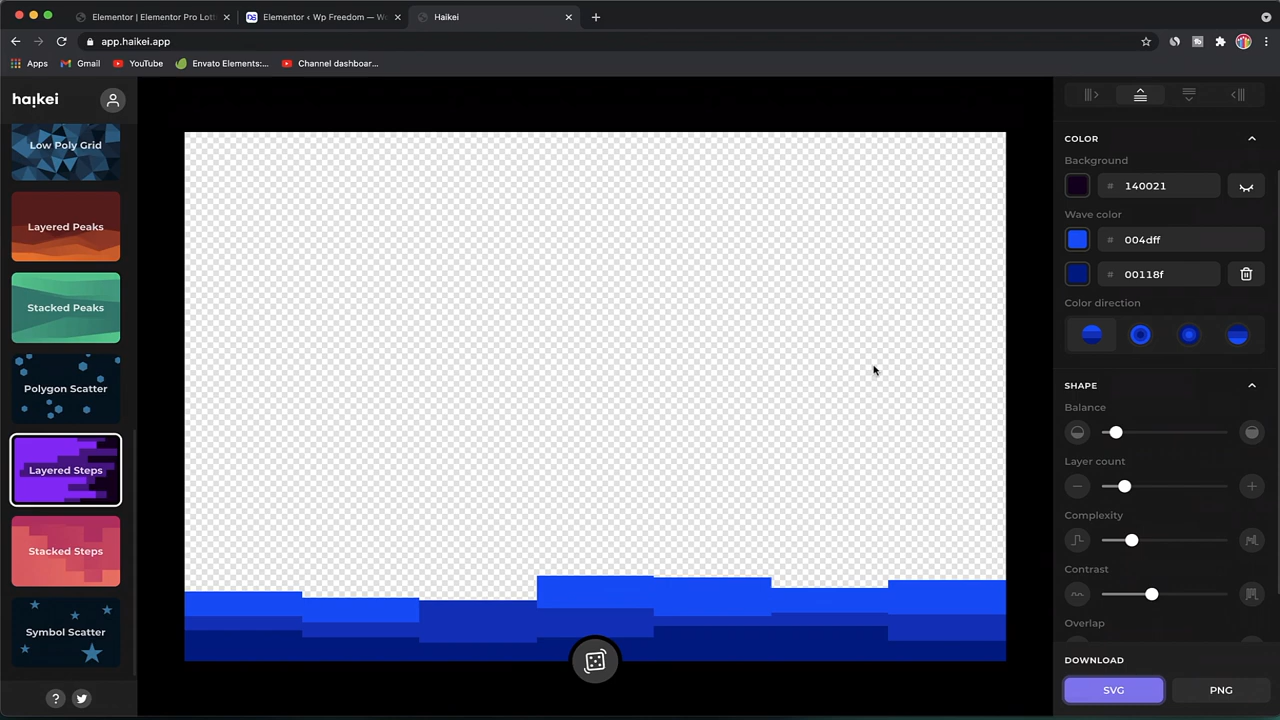 Elementor | Elementor Pro Lott
Elementor ‹ Wp Freedom — We
Haikei
app.haikei.app
Apps
Gmail
YouTube
Envato Elements:...
Channel dashboar...
haikei
Low Poly Grid
Layered Peaks
Stacked Peaks
Polygon Scatter
Layered Steps
Stacked Steps
Symbol Scatter
?
COLOR
Background
# 140021
Wave color
# 004dff
# 00118f
Color direction
SHAPE
Balance
Layer count
Complexity
Contrast
Overlap
DOWNLOAD
SVG
PNG